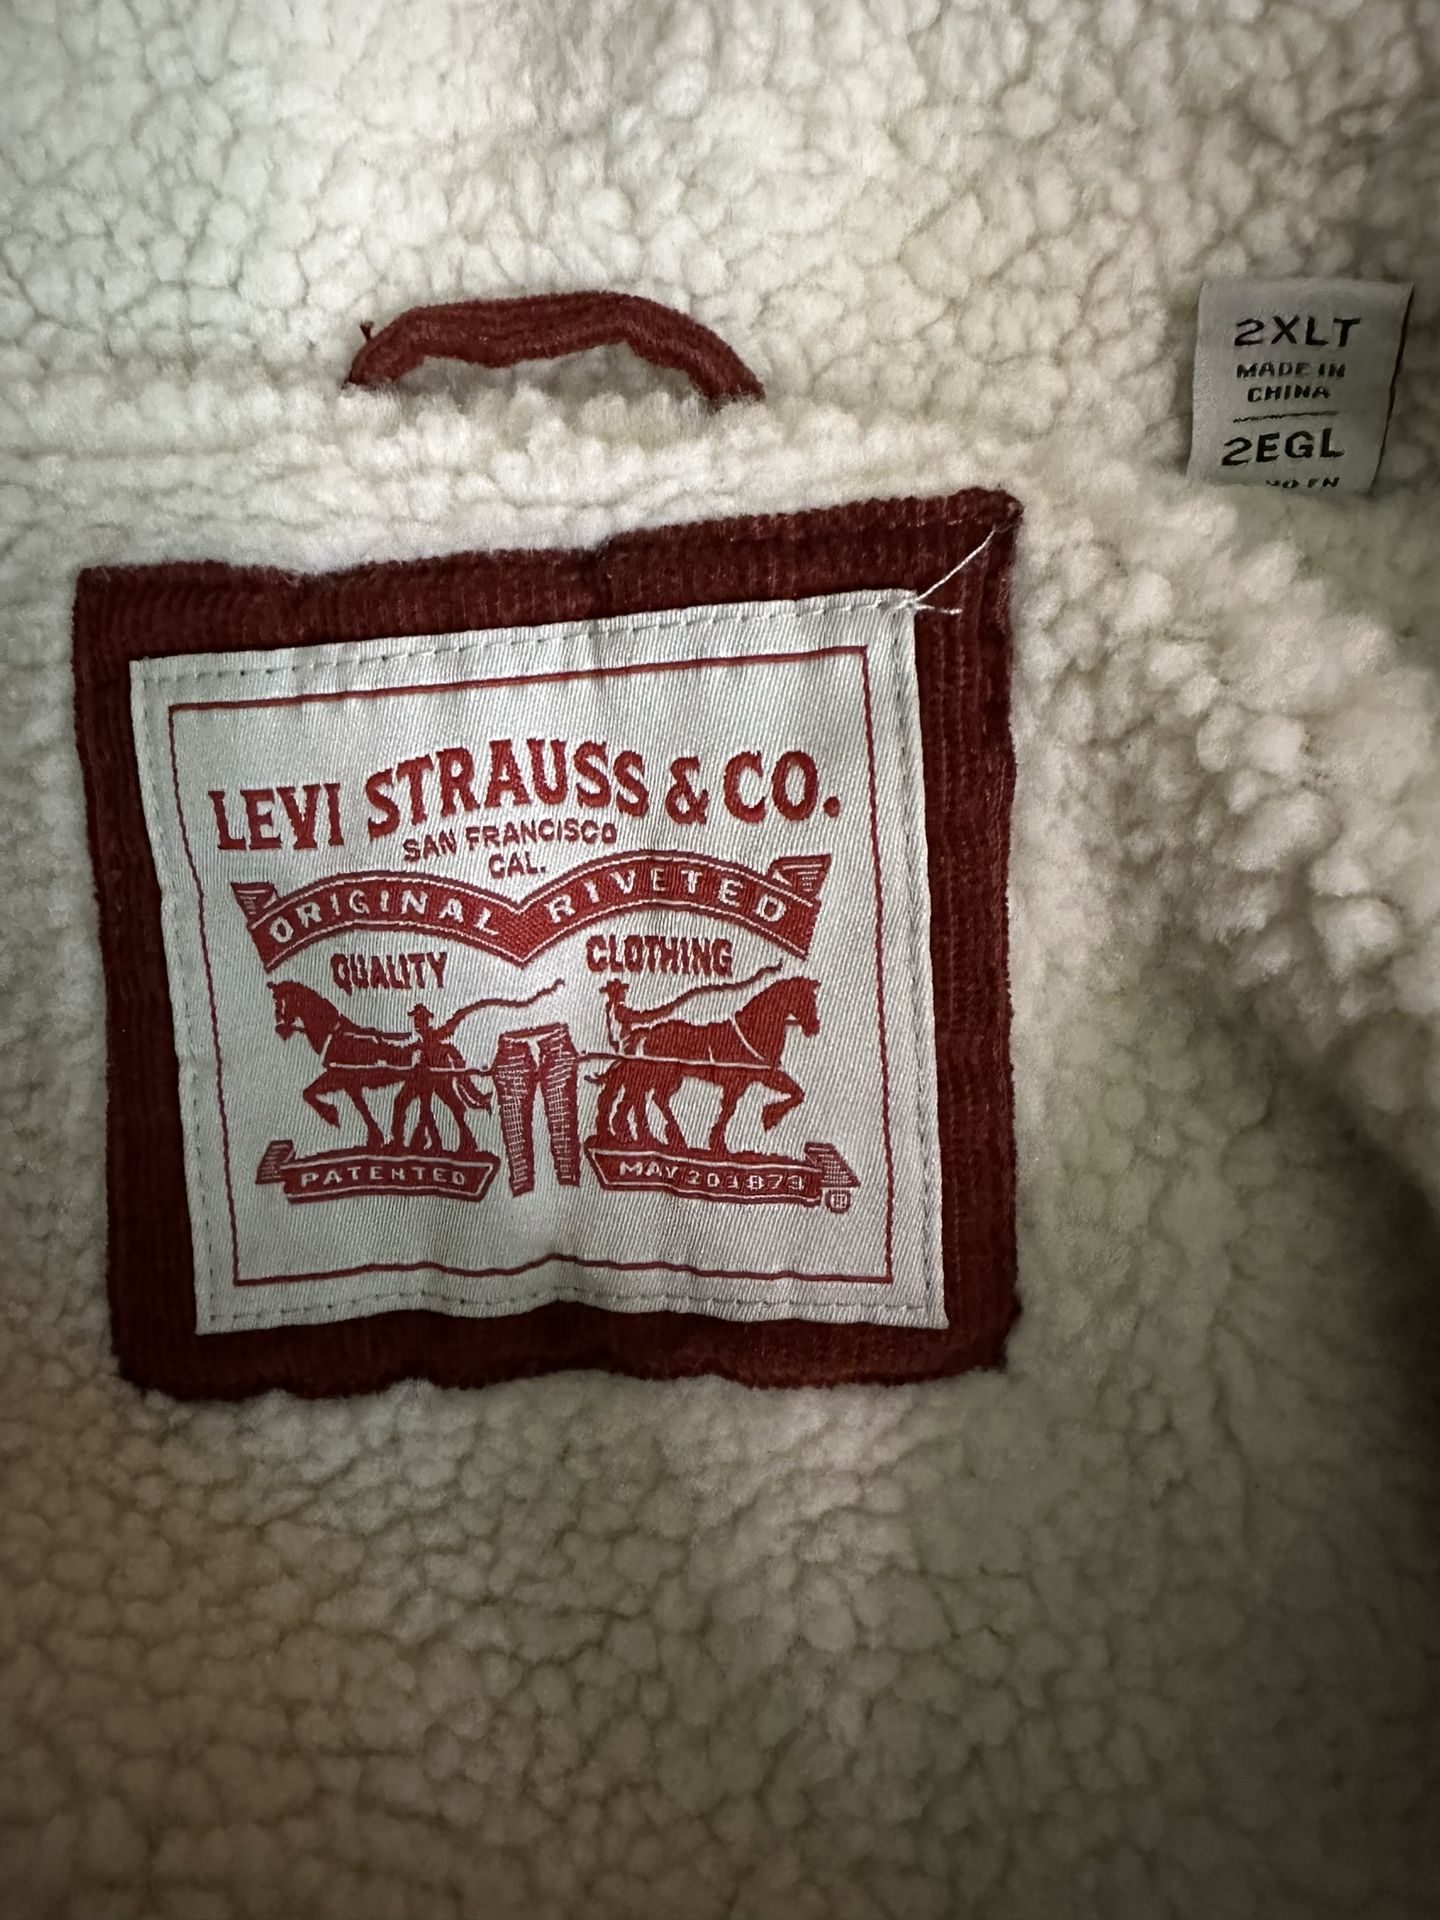 2XLT
MADE IN
CHINA
2EGL
LEVI STRAUSS & CO.
SAN FRANCISCO
CAL.
ORIGINAL RIVETED
QUALITY CLOTHING
PATENTED MAY 20 1873
®